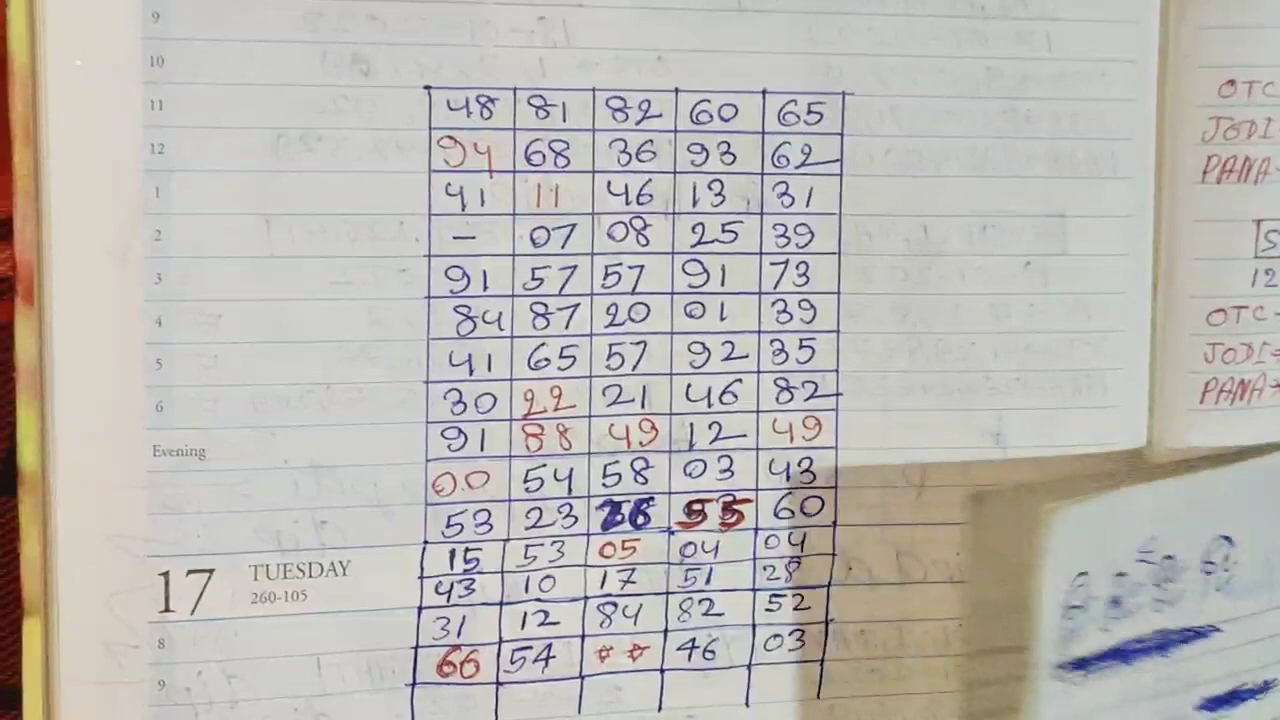 9
10
11 48 81 82 60 65
12 94 68 36 93 62
1 41 11 46 13 31
2 – 07 08 25 39
3 91 57 57 91 73
4 84 87 20 01 39
5 41 65 57 92 35
6 30 22 21 46 82
91 88 49 12 49
Evening
00 54 58 03 43
53 23 60
15 53 05 04 04
17 TUESDAY
260-105
43 10 17 51 28
31 12 84 82 52
8
66 54 ** 46 03
9
OTC
JODI
PANA
12
OTC-
JODI=
PANA